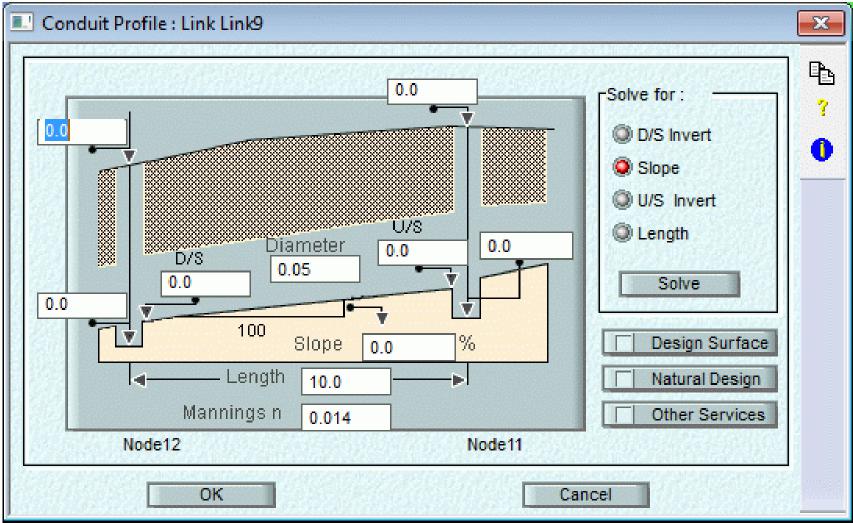 Conduit Profile : Link Link9
0.0
Solve for :
0.0
D/S Invert
Slope
U/S Invert
Length
Solve
U/S
Diameter
D/S
0.0
0.0
0.05
0.0
0.0
100
Slope
0.0
%
Length
10.0
Mannings n
0.014
Node12
Node11
Design Surface
Natural Design
Other Services
?
i
OK
Cancel